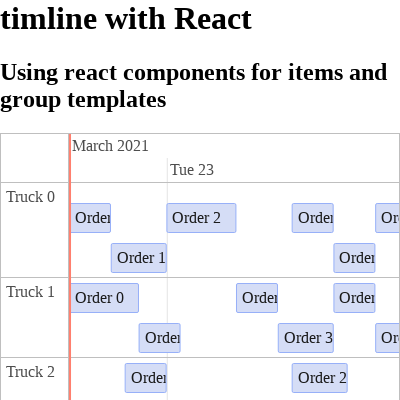 timline with React
Using react components for items and
group templates
March 2021
Tue 23
Truck 0
Order
Order 2
Order
Or
Order 1
Order
Truck 1
Order 0
Order
Order
Order
Order 3
Or
Truck 2
Order
Order 2